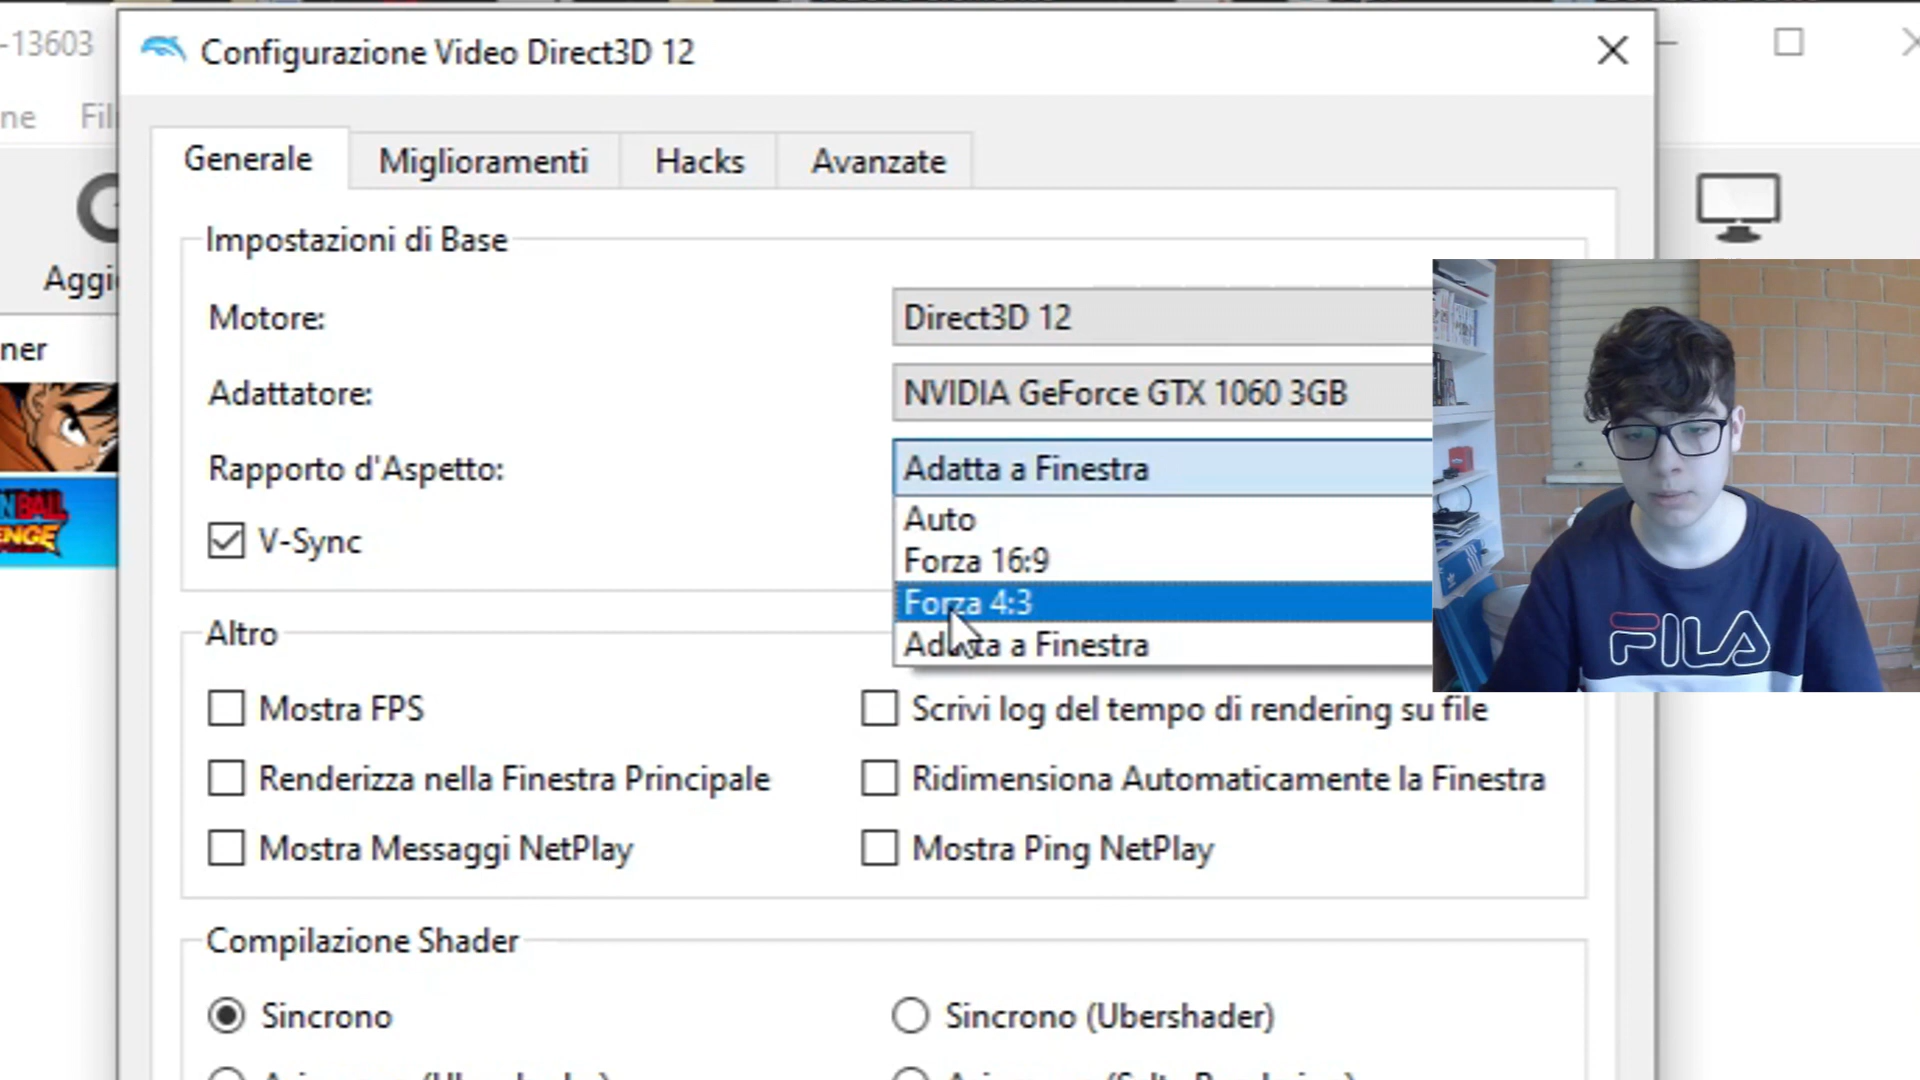 -13603
Configurazione Video Direct3D 12
ne Fil
Generale Miglioramenti Hacks Avanzate
Impostazioni di Base
Aggi
Motore: Direct3D 12
ner
Adattatore: NVIDIA GeForce GTX 1060 3GB
Rapporto d'Aspetto: Adatta a Finestra
Auto
V-Sync
Forza 16:9
Forza 4:3
Adatta a Finestra
FILA
Altro
Mostra FPS Scrivi log del tempo di rendering su file
Renderizza nella Finestra Principale Ridimensiona Automaticamente la Finestra
Mostra Messaggi NetPlay Mostra Ping NetPlay
Compilazione Shader
Sincrono Sincrono (Ubershader)